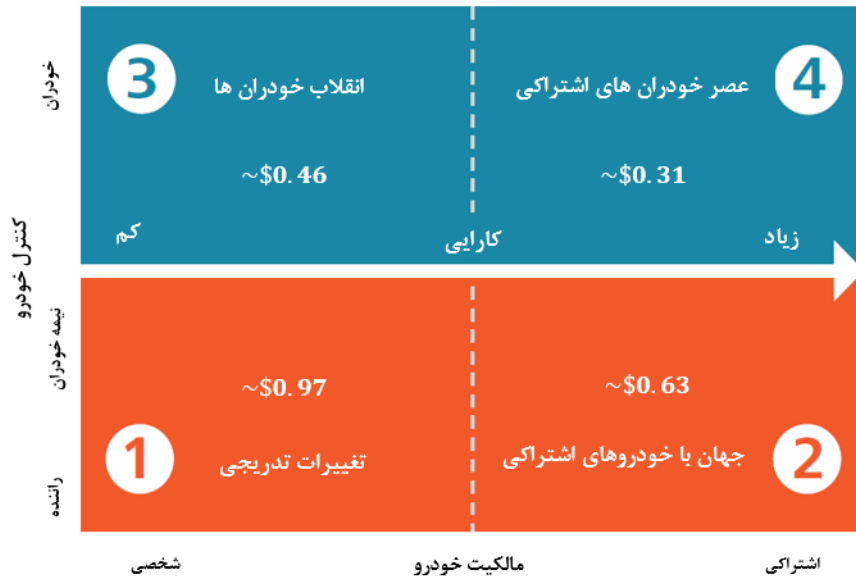 3
انقلاب خودران ها
~$0.46
4
عصر خودران های اشتراکی
~$0.31
کم
کارایی
زیاد
1
~$0.97
تغییرات تدریجی
2
~$0.63
جهان با خودروهای اشتراکی
خودران
کنترل خودرو
نیمه خودران
راننده
شخصی
مالکیت خودرو
اشتراکی